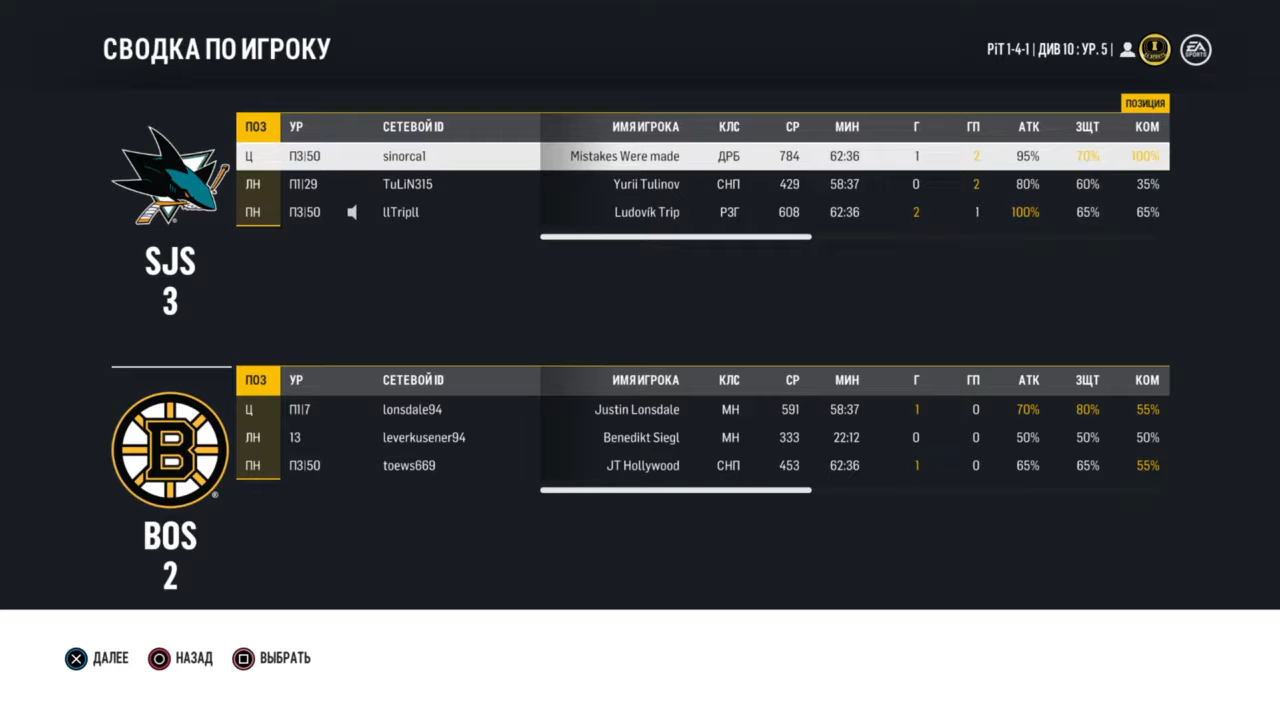 СВОДКА ПО ИГРОКУ
PiT 1-4-1 | ДИВ 10 : УР. 5 |
EA SPORTS
ПОЗИЦИЯ
ПОЗ УР СЕТЕВОЙ ID ИМЯ ИГРОКА КЛС СР МИН Г ГП АТК ЗЩТ КОМ
Ц П3|50 sinorca1 Mistakes Were made ДРБ 784 62:36 1 2 95% 70% 100%
ЛН П1|29 TuLiN315 Yurii Tulinov СНП 429 58:37 0 2 80% 60% 35%
ПН П3|50 llTripll Ludovík Trip РЗГ 608 62:36 2 1 100% 65% 65%
SJS
3
ПОЗ УР СЕТЕВОЙ ID ИМЯ ИГРОКА КЛС СР МИН Г ГП АТК ЗЩТ КОМ
Ц П1|7 lonsdale94 Justin Lonsdale МН 591 58:37 1 0 70% 80% 55%
ЛН 13 leverkusener94 Benedikt Siegl МН 333 22:12 0 0 50% 50% 50%
ПН П3|50 toews669 JT Hollywood СНП 453 62:36 1 0 65% 65% 55%
B
BOS
2
ДАЛЕЕ НАЗАД ВЫБРАТЬ